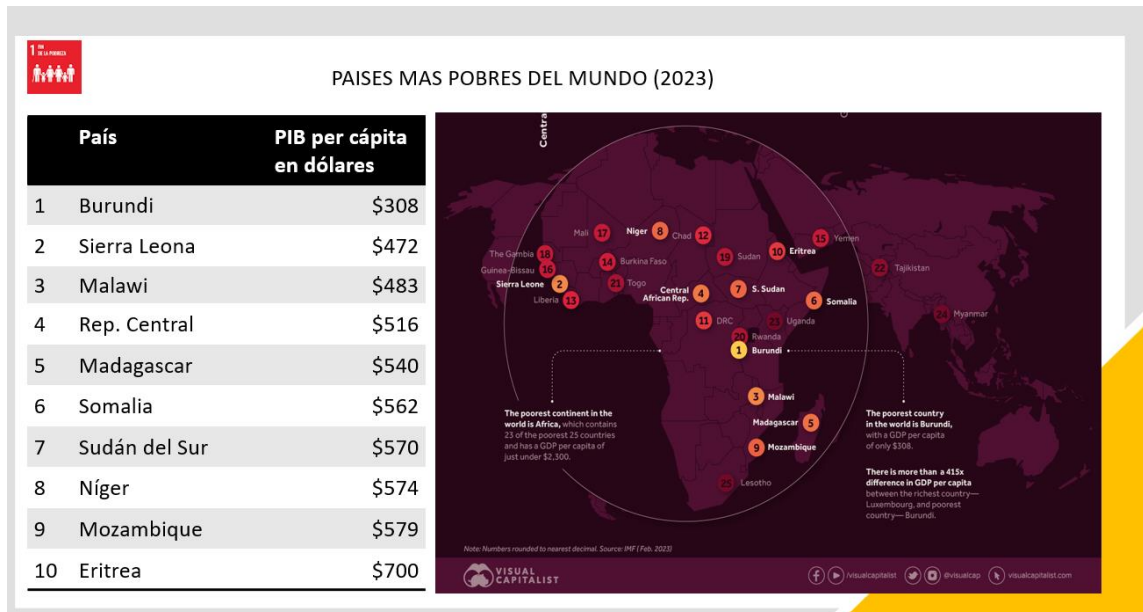 1 FIN
DE LA POBREZA
PAISES MAS POBRES DEL MUNDO (2023)
País PIB per cápita
en dólares
1 Burundi $308
2 Sierra Leona $472
3 Malawi $483
4 Rep. Central $516
5 Madagascar $540
6 Somalia $562
7 Sudán del Sur $570
8 Níger $574
9 Mozambique $579
10 Eritrea $700
Centra
Mali 17
Niger 8
Chad 12
15 Yemen
The Gambia 18
14 Burkina Faso
19 Sudan
10 Eritrea
Guinea-Bissau 16
22 Tajikistan
Sierra Leone 2
21 Togo
Central
African Rep. 4
7 S. Sudan
6 Somalia
Liberia 13
24 Myanmar
11 DRC
23 Uganda
20 Rwanda
1 Burundi
3 Malawi
Madagascar 5
9 Mozambique
25 Lesotho
The poorest continent in the
world is Africa, which contains
23 of the poorest 25 countries
and has a GDP per capita of
just under $2,300.
The poorest country
in the world is Burundi,
with a GDP per capita
of only $308.
There is more than a 415x
difference in GDP per capita
between the richest country—
Luxembourg, and poorest
country—Burundi.
Note: Numbers rounded to nearest decimal. Source: IMF (Feb. 2023)
VISUAL
CAPITALIST
/visualcapitalist @visualcap visualcapitalist.com